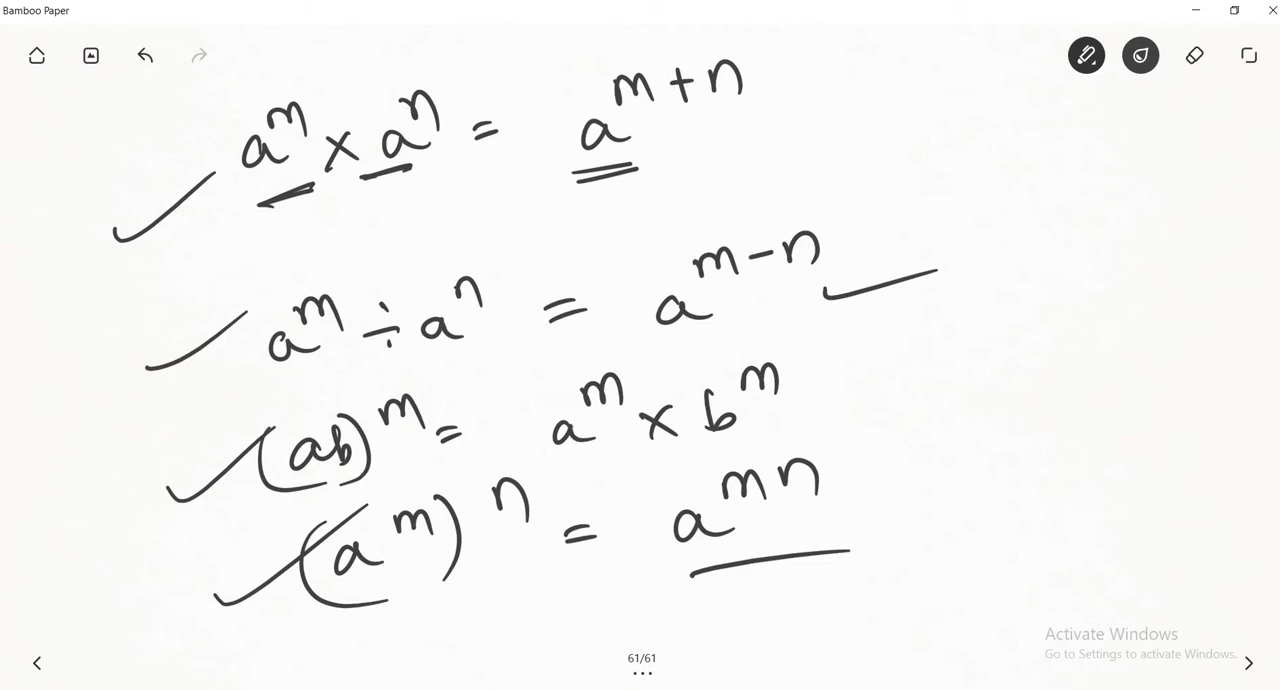 Bamboo Paper
a^m × a^n = a^{m+n}
a^m ÷ a^n = a^{m-n}
(ab)^m = a^m × b^m
(a^m)^n = a^{mn}
Activate Windows
Go to Settings to activate Windows.
61/61